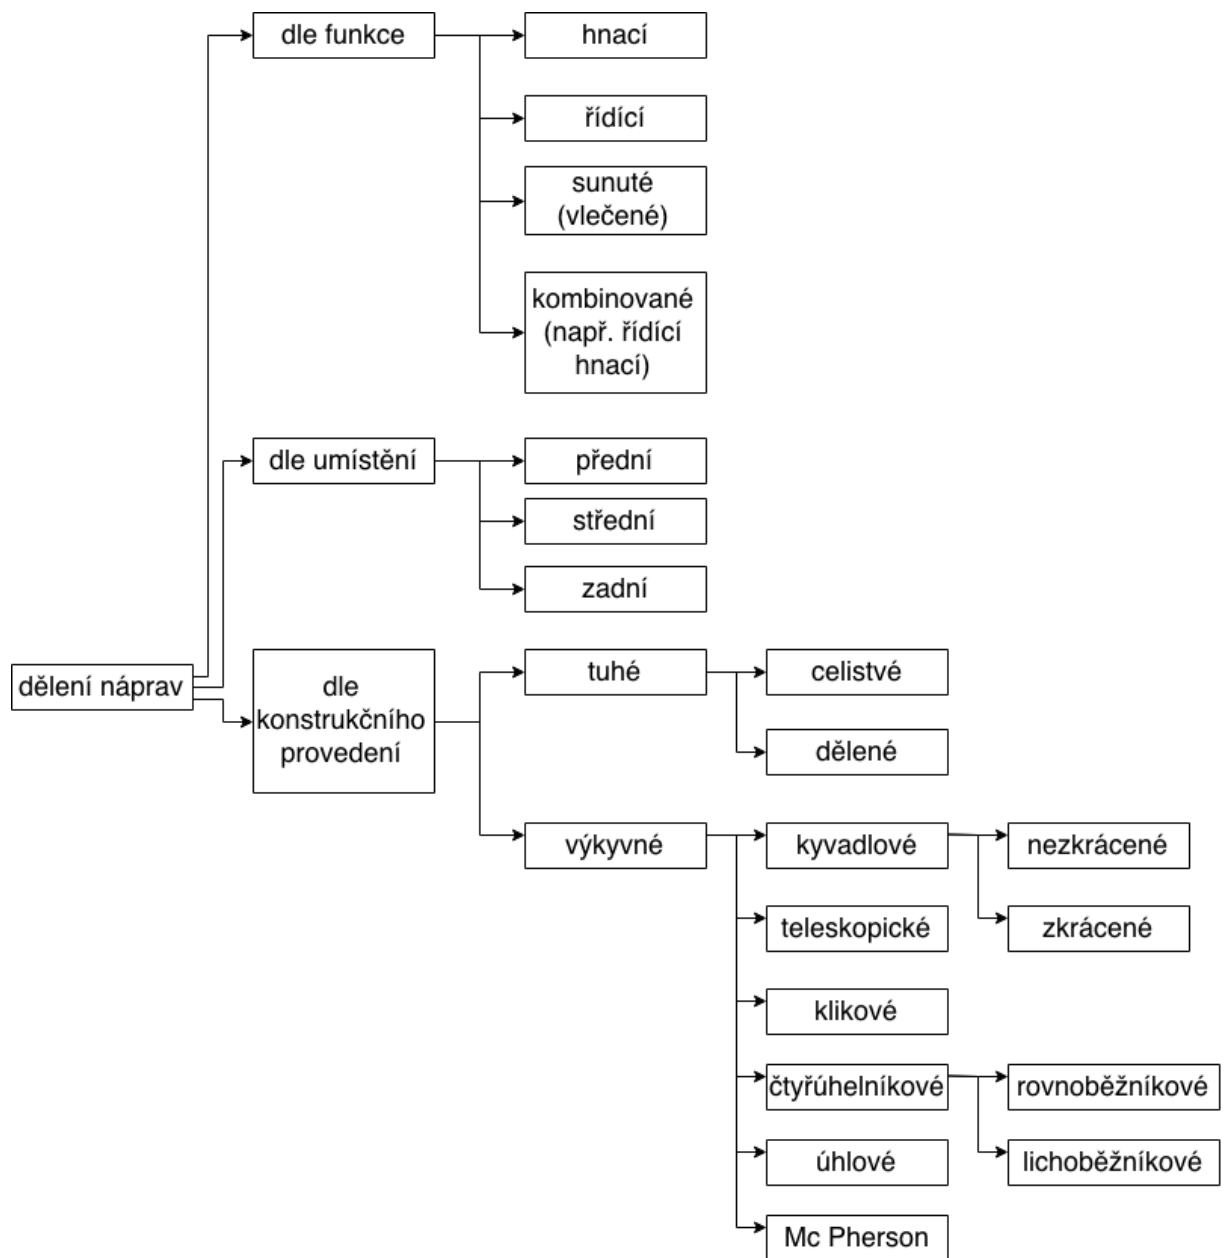 dle funkce
hnací
řídící
sunuté
(vlečené)
kombinované
(např. řídící
hnací)
dle umístění
přední
střední
zadní
dělení náprav
dle
konstrukčního
provedení
tuhé
celistvé
dělené
výkyvné
kyvadlové
nezkrácené
zkrácené
teleskopické
klikové
čtyřúhelníkové
rovnoběžníkové
lichoběžníkové
úhlové
Mc Pherson